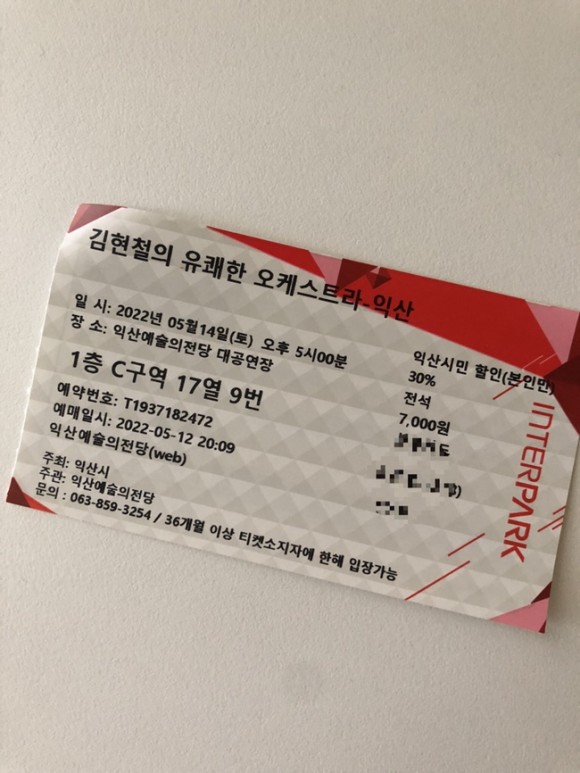 김현철의 유쾌한 오케스트라-익산
일 시: 2022년 05월14일(토) 오후 5시00분
장 소: 익산예술의전당 대공연장
1층 C구역 17열 9번
예약번호: T1937182472
예매일시: 2022-05-12 20:09
익산예술의전당(web)
주최: 익산시
주관: 익산예술의전당
문의 : 063-859-3254 / 36개월 이상 티켓소지자에 한해 입장가능
익산시민 할인(본인만)
30%
전석
7,000원
INTERPARK